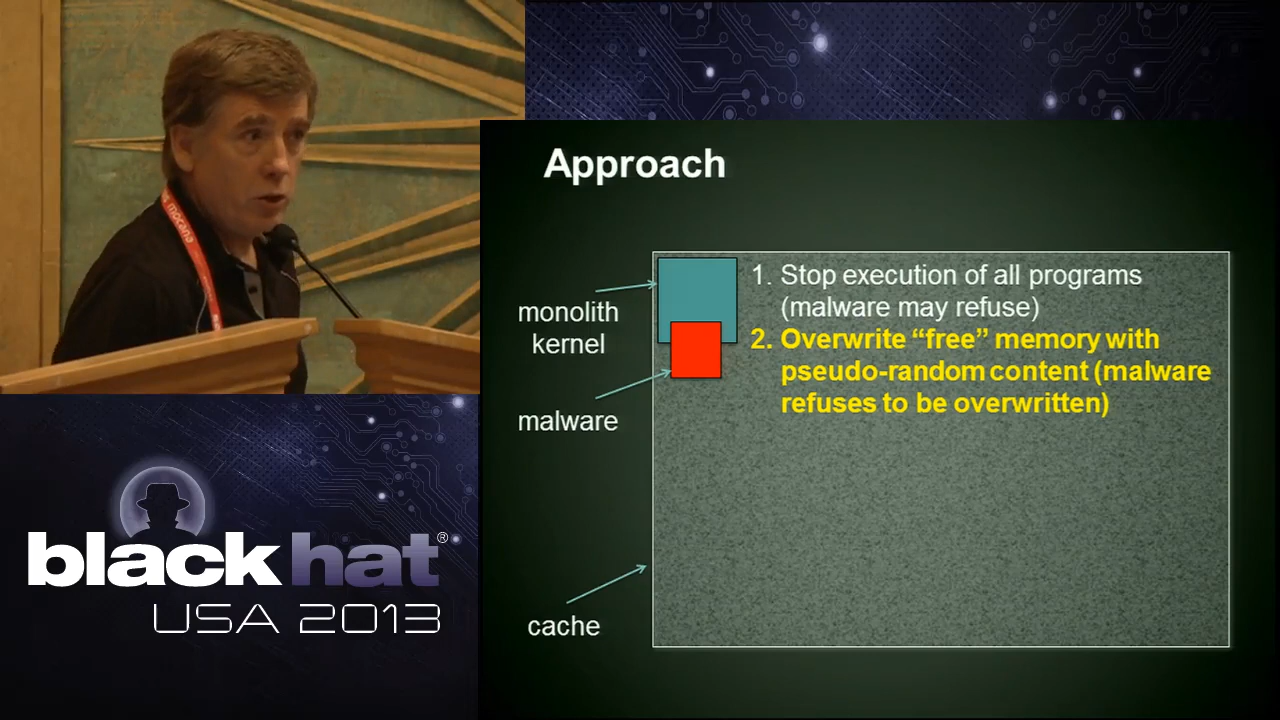 mocana
Approach
monolith
kernel
malware
cache
1. Stop execution of all programs
(malware may refuse)
2. Overwrite “free” memory with
pseudo-random content (malware
refuses to be overwritten)
black hat®
USA 2013